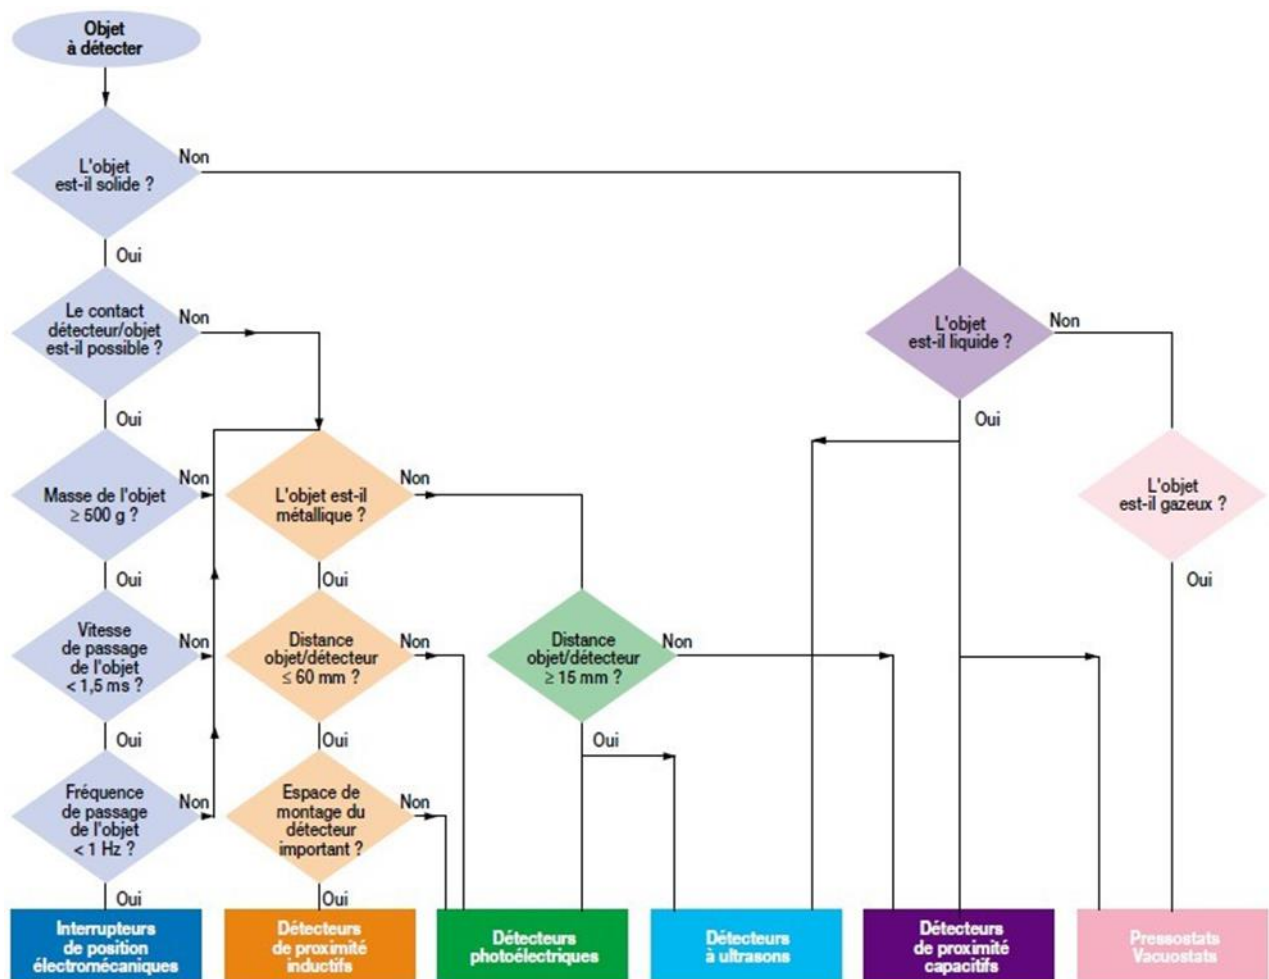 Objet
à détecter
L'objet
est-il solide ?
Non
Oui
Le contact
détecteur/objet
est-il possible ?
Non
Oui
L'objet
est-il liquide ?
Non
Oui
Masse de l'objet
≥ 500 g ?
Non
Oui
L'objet est-il
métallique ?
Non
Oui
L'objet
est-il gazeux ?
Oui
Vitesse
de passage
de l'objet
< 1,5 ms ?
Non
Oui
Distance
objet/détecteur
≤ 60 mm ?
Non
Oui
Distance
objet/détecteur
≥ 15 mm ?
Non
Oui
Fréquence
de passage
de l'objet
< 1 Hz ?
Non
Oui
Espace de
montage du
détecteur
important ?
Non
Oui
Interrupteurs
de position
électromécaniques
Détecteurs
de proximité
inductifs
Détecteurs
photoélectriques
Détecteurs
à ultrasons
Détecteurs
de proximité
capacitifs
Pressostats
Vacuostats